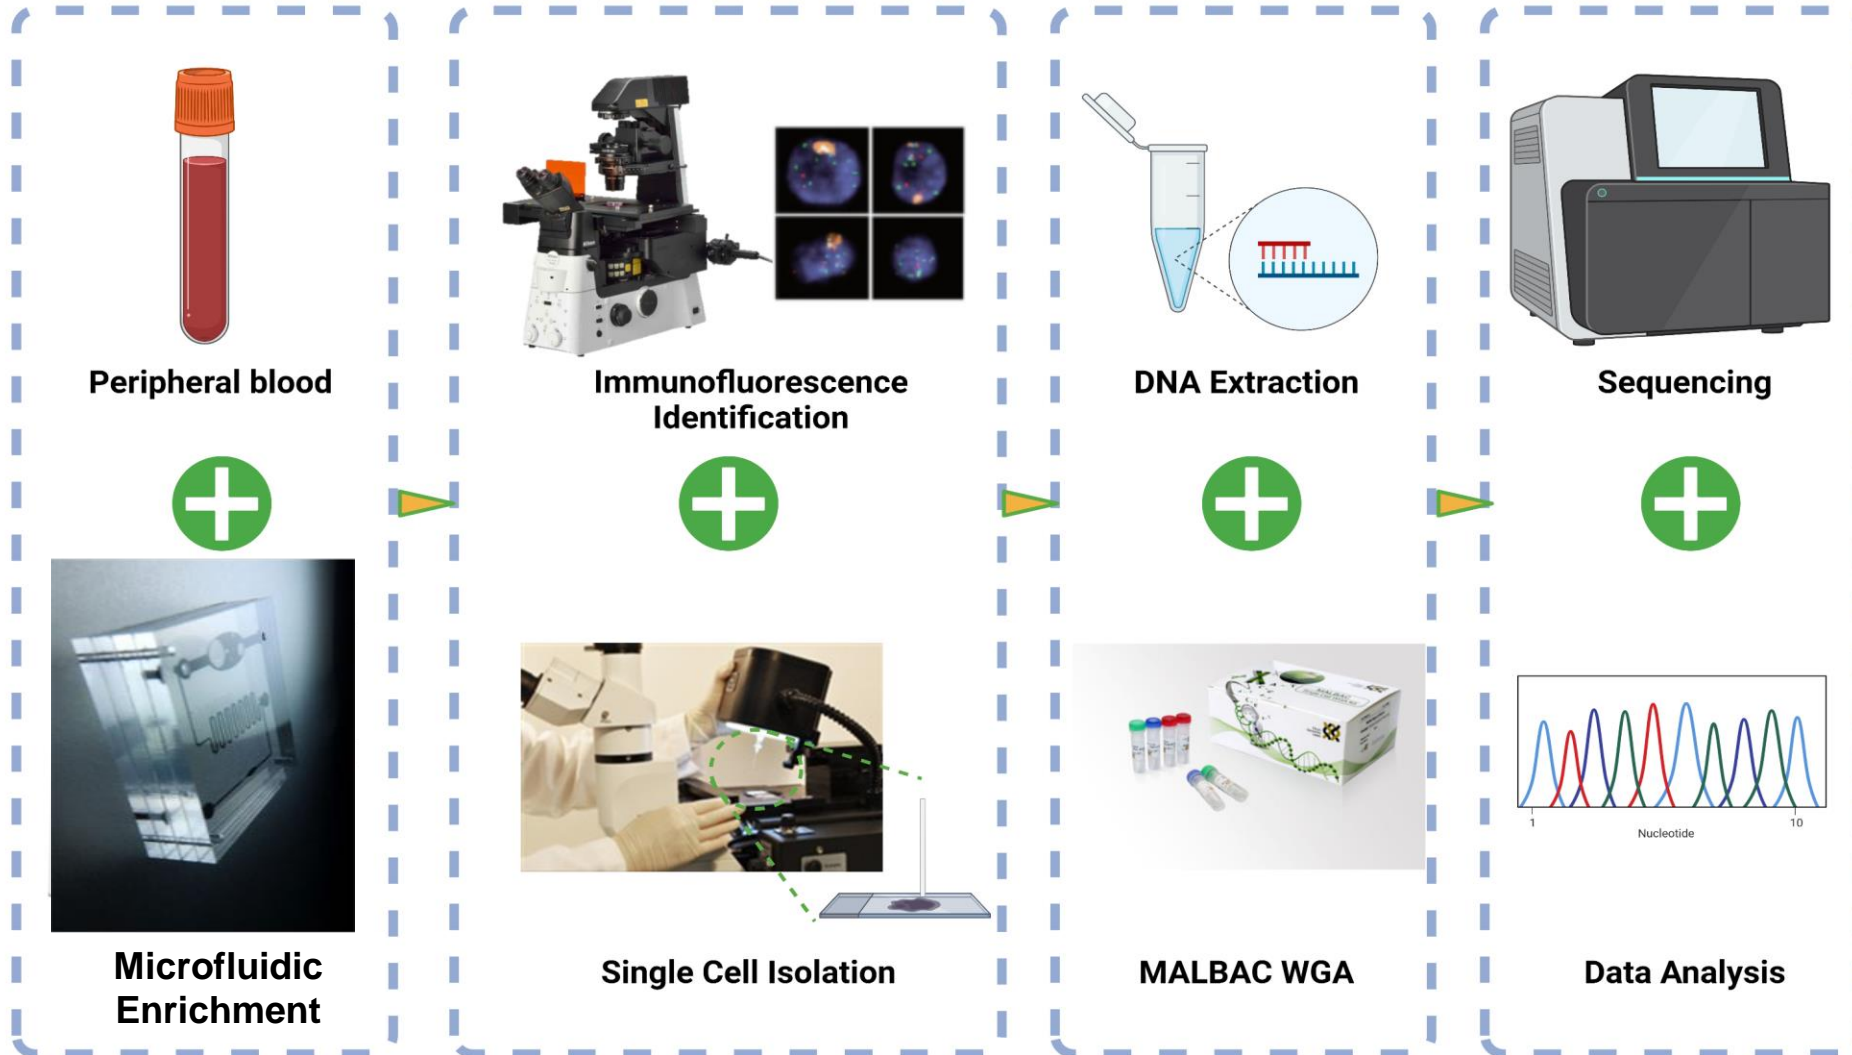 Peripheral blood
Microfluidic
Enrichment
Immunofluorescence
Identification
Single Cell Isolation
DNA Extraction
MALBAC
MALBAC WGA
Sequencing
1
10
Nucleotide
Data Analysis